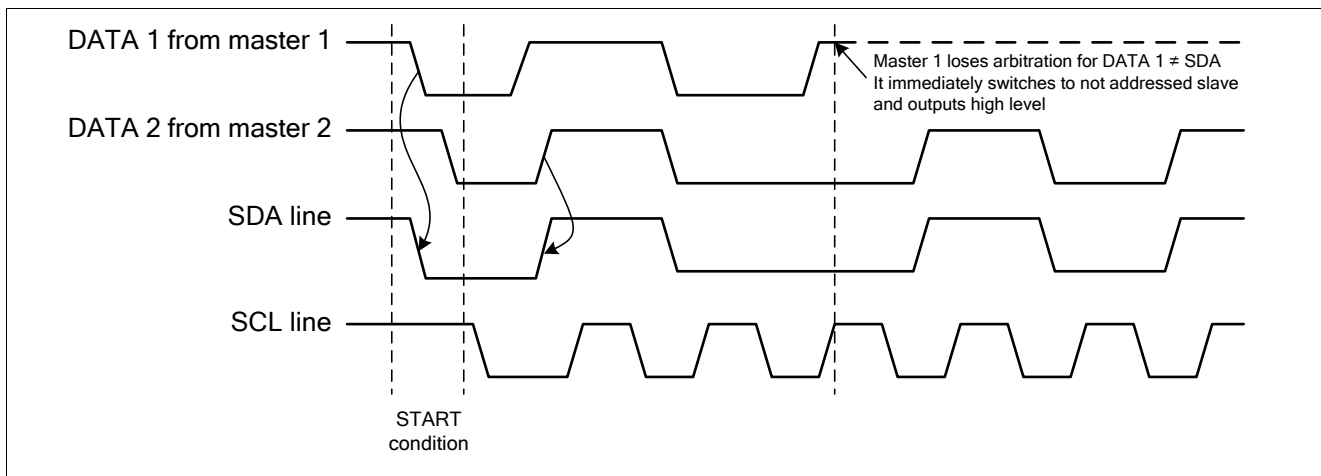 DATA 1 from master 1
Master 1 loses arbitration for DATA 1 ≠ SDA
It immediately switches to not addressed slave
and outputs high level
DATA 2 from master 2
SDA line
SCL line
START
condition